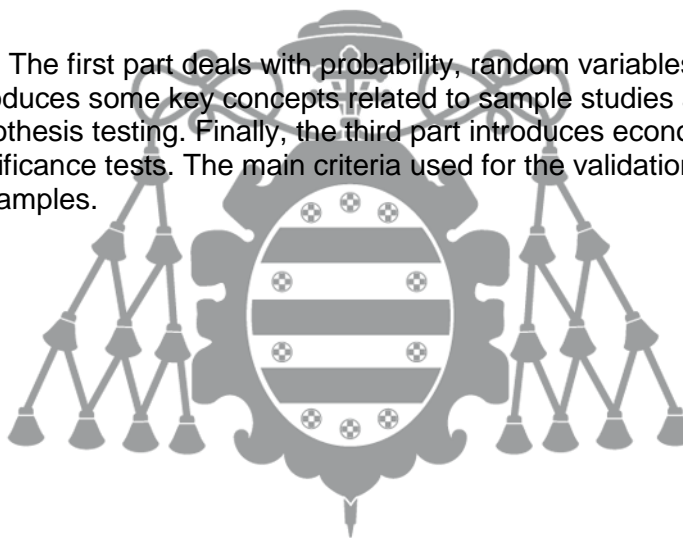 The first part deals with probability, random variables
oduces some key concepts related to sample studies
othesis testing. Finally, the third part introduces econo
ificance tests. The main criteria used for the validation
amples.